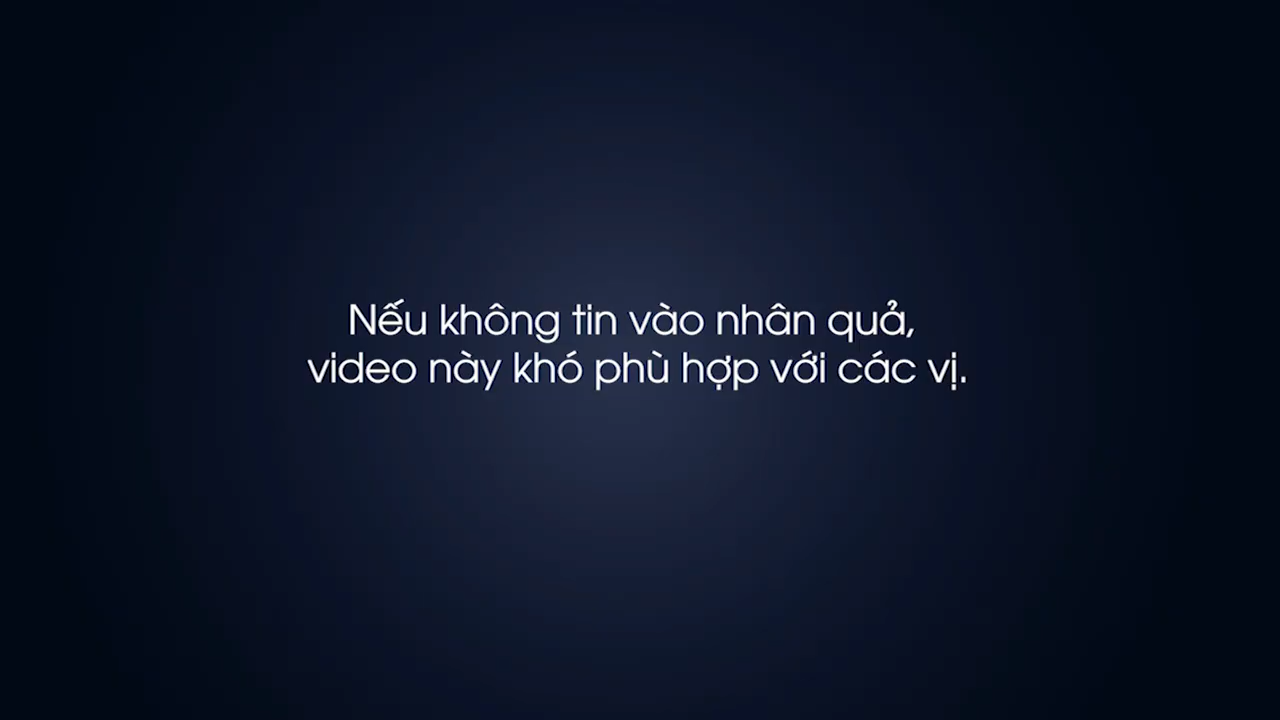 Nếu không tin vào nhân quả,
video này khó phù hợp với các vị.